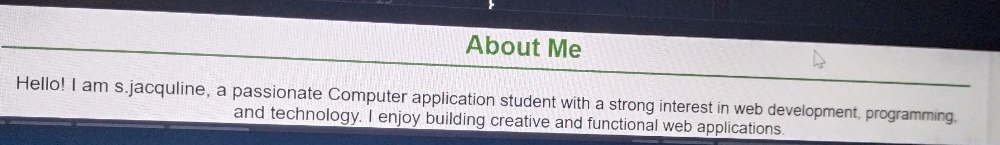 About Me
Hello! I am s.jacquline, a passionate Computer application student with a strong interest in web development, programming,
and technology. I enjoy building creative and functional web applications.